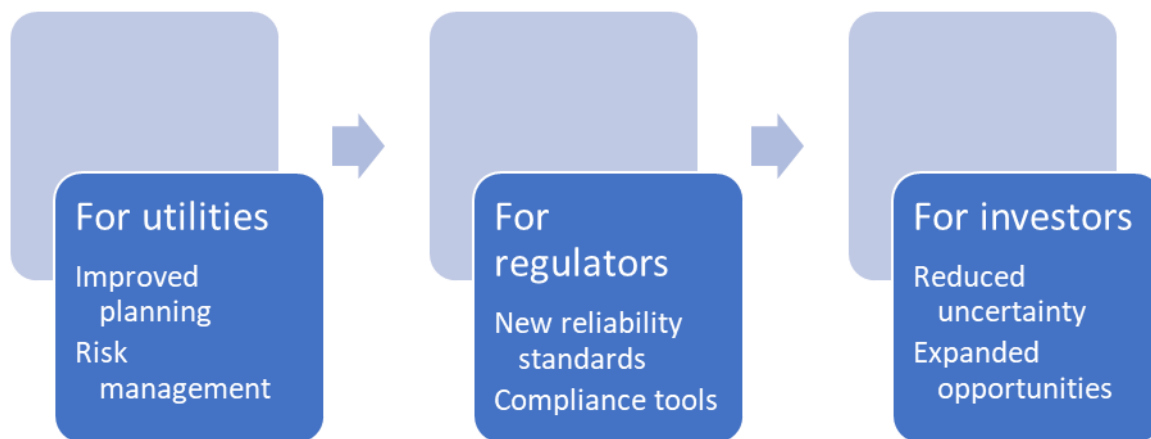 For utilities
Improved
planning
Risk
management
For
regulators
New reliability
standards
Compliance tools
For investors
Reduced
uncertainty
Expanded
opportunities